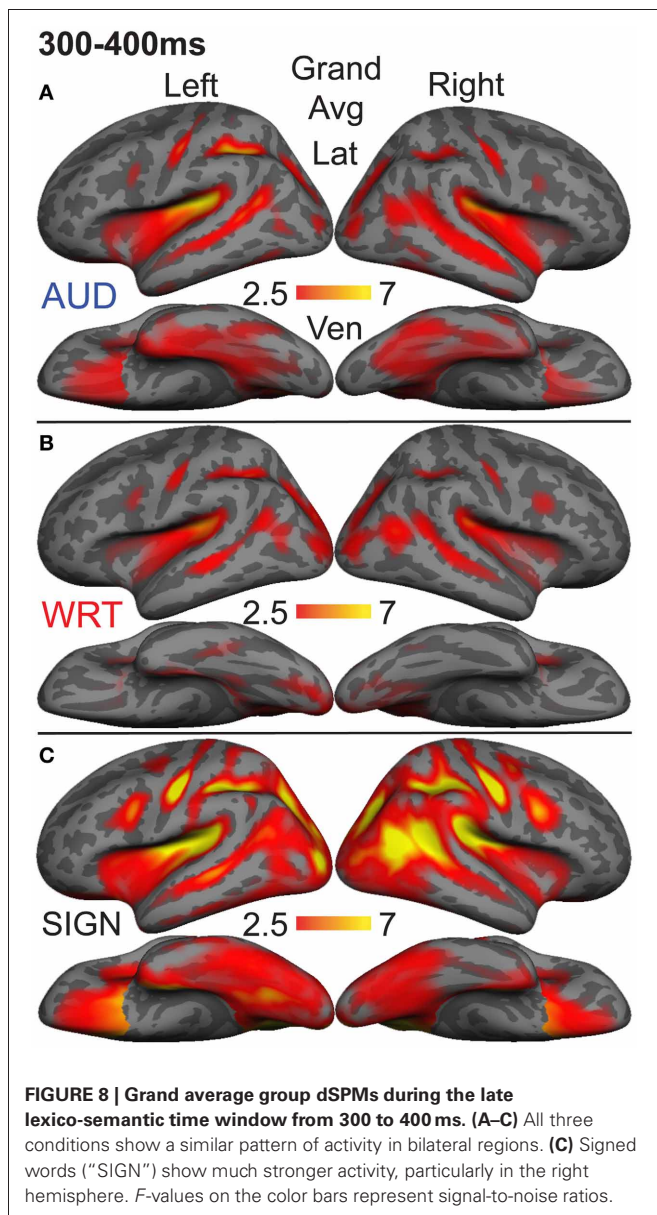 300-400ms
A
Left
Grand
Avg
Right
Lat
AUD
2.5 7
Ven
B
WRT
2.5 7
C
SIGN
2.5 7
FIGURE 8 | Grand average group dSPMs during the late
lexico-semantic time window from 300 to 400 ms. (A–C) All three
conditions show a similar pattern of activity in bilateral regions. (C) Signed
words (“SIGN”) show much stronger activity, particularly in the right
hemisphere. F-values on the color bars represent signal-to-noise ratios.